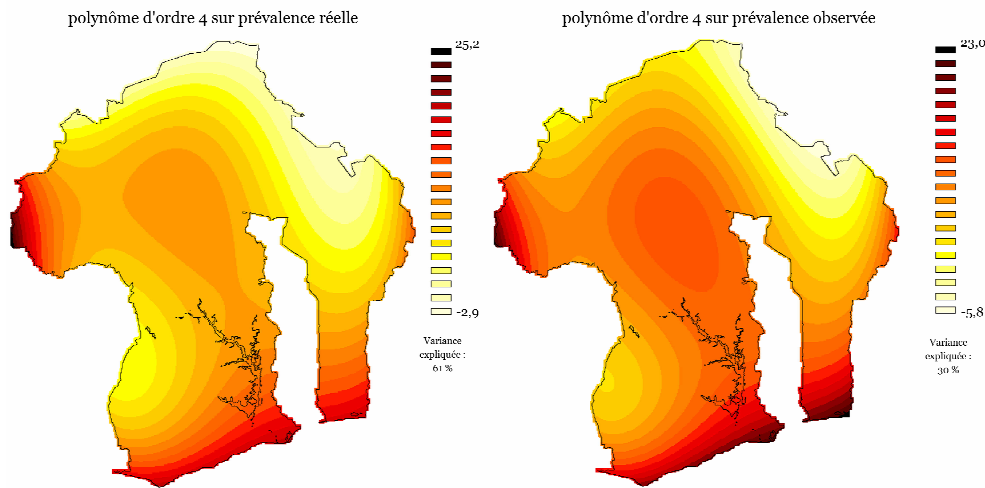 polynôme d'ordre 4 sur prévalence réelle
25,2
-2,9
Variance
expliquée :
61 %
polynôme d'ordre 4 sur prévalence observée
23,0
-5,8
Variance
expliquée :
30 %